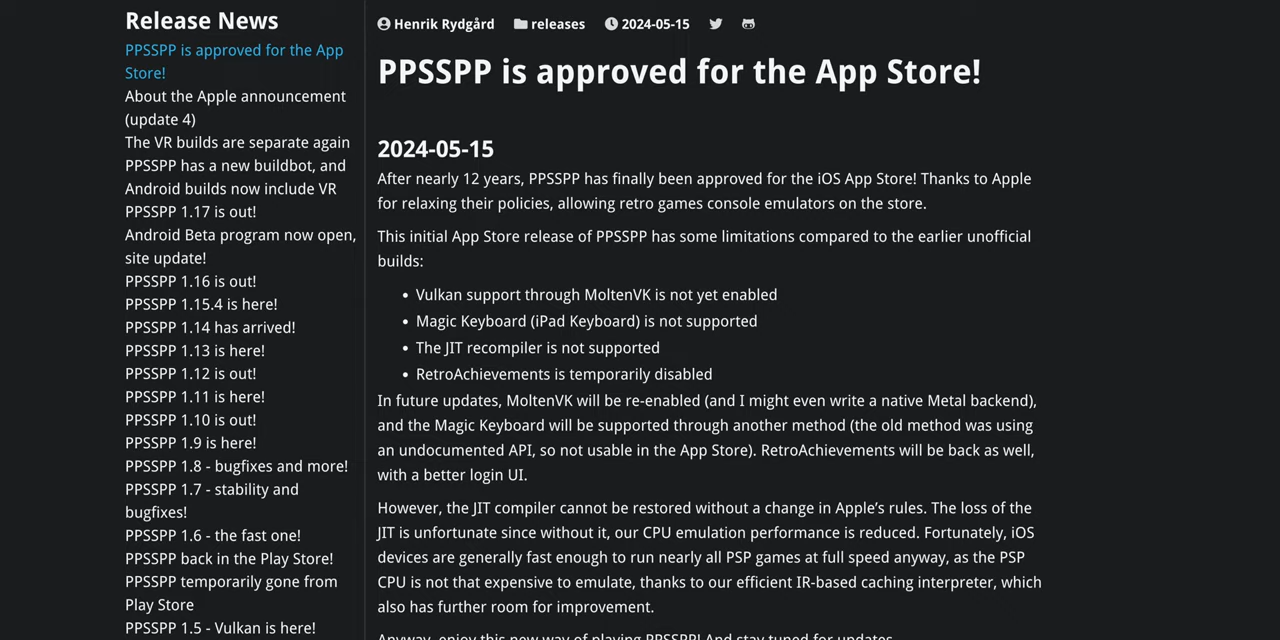 Release News
PPSSPP is approved for the App
Store!
About the Apple announcement
(update 4)
The VR builds are separate again
PPSSPP has a new buildbot, and
Android builds now include VR
PPSSPP 1.17 is out!
Android Beta program now open,
site update!
PPSSPP 1.16 is out!
PPSSPP 1.15.4 is here!
PPSSPP 1.14 has arrived!
PPSSPP 1.13 is here!
PPSSPP 1.12 is out!
PPSSPP 1.11 is here!
PPSSPP 1.10 is out!
PPSSPP 1.9 is here!
PPSSPP 1.8 - bugfixes and more!
PPSSPP 1.7 - stability and
bugfixes!
PPSSPP 1.6 - the fast one!
PPSSPP back in the Play Store!
PPSSPP temporarily gone from
Play Store
PPSSPP 1.5 - Vulkan is here!
Henrik Rydgård releases 2024-05-15
PPSSPP is approved for the App Store!
2024-05-15
After nearly 12 years, PPSSPP has finally been approved for the iOS App Store! Thanks to Apple
for relaxing their policies, allowing retro games console emulators on the store.
This initial App Store release of PPSSPP has some limitations compared to the earlier unofficial
builds:
• Vulkan support through MoltenVK is not yet enabled
• Magic Keyboard (iPad Keyboard) is not supported
• The JIT recompiler is not supported
• RetroAchievements is temporarily disabled
In future updates, MoltenVK will be re-enabled (and I might even write a native Metal backend),
and the Magic Keyboard will be supported through another method (the old method was using
an undocumented API, so not usable in the App Store). RetroAchievements will be back as well,
with a better login UI.
However, the JIT compiler cannot be restored without a change in Apple’s rules. The loss of the
JIT is unfortunate since without it, our CPU emulation performance is reduced. Fortunately, iOS
devices are generally fast enough to run nearly all PSP games at full speed anyway, as the PSP
CPU is not that expensive to emulate, thanks to our efficient IR-based caching interpreter, which
also has further room for improvement.
Anyway, enjoy this new way of playing PPSSPP! And stay tuned for updates.